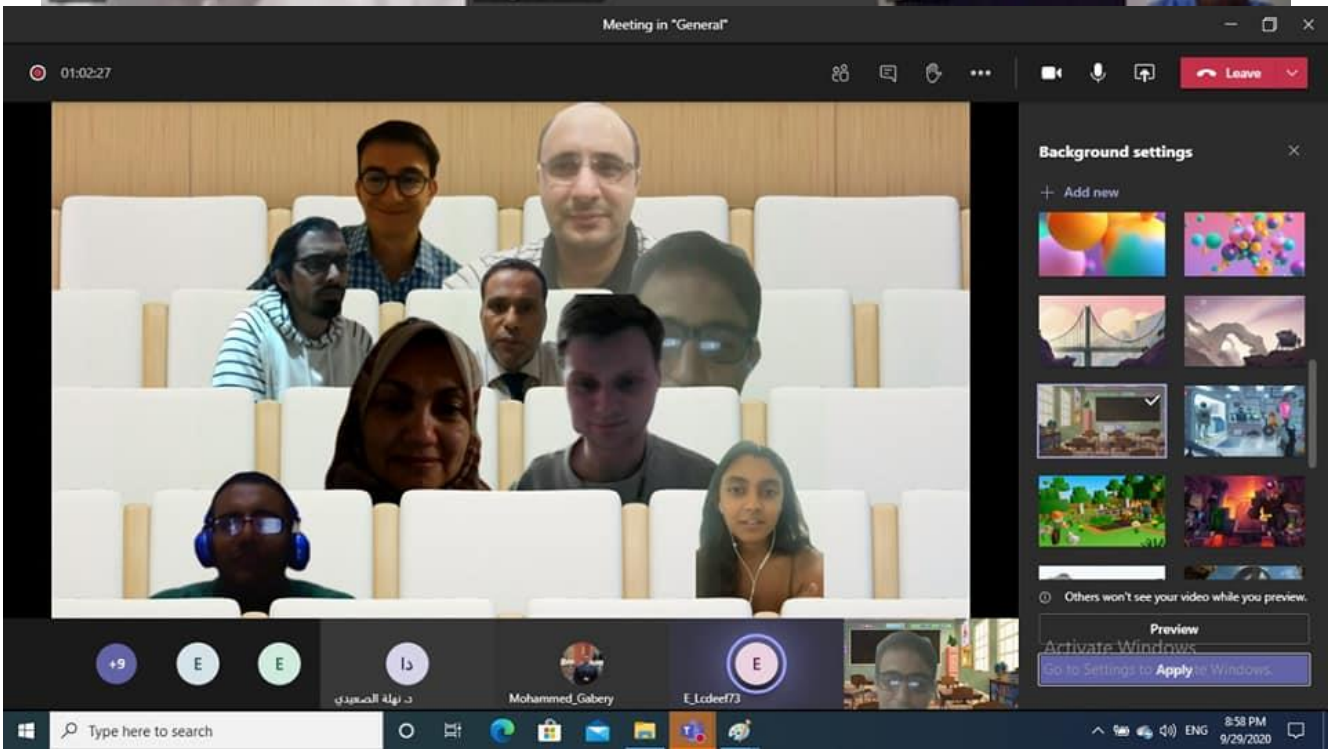 Meeting in "General"
01:02:27
Leave
Background settings
+ Add new
Others won't see your video while you preview.
Preview
Activate Windows
Go to Settings to activate Windows.
Apply
+9
E
E
دا
E
د. نهلة الصعيدي
Mohammed_Gabery
E_Lcdeef73
Type here to search
ENG
8:58 PM
9/29/2020